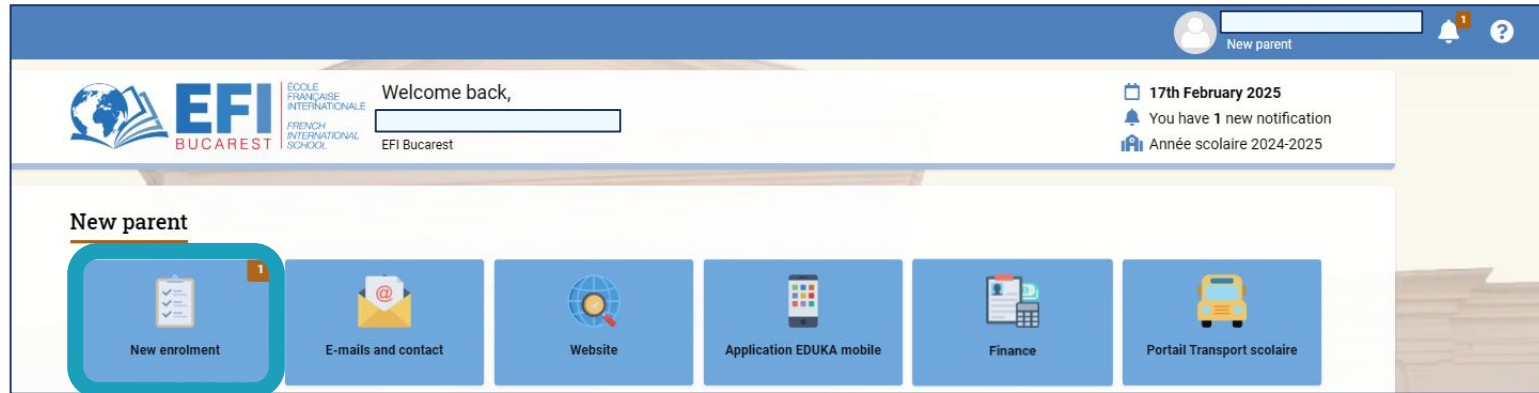 1
New parent
?
EFI
BUCAREST
ÉCOLE
FRANÇAISE
INTERNATIONALE
FRENCH
INTERNATIONAL
SCHOOL
Welcome back,
EFI Bucarest
17th February 2025
You have 1 new notification
Année scolaire 2024-2025
New parent
1
@
New enrolment
E-mails and contact
Website
Application EDUKA mobile
Finance
Portail Transport scolaire